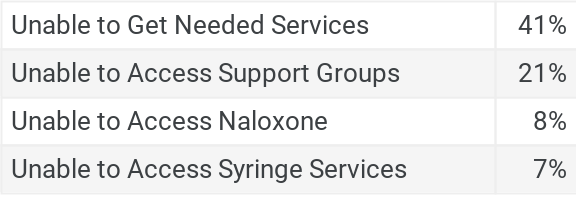 Unable to Get Needed Services 41%
Unable to Access Support Groups 21%
Unable to Access Naloxone 8%
Unable to Access Syringe Services 7%